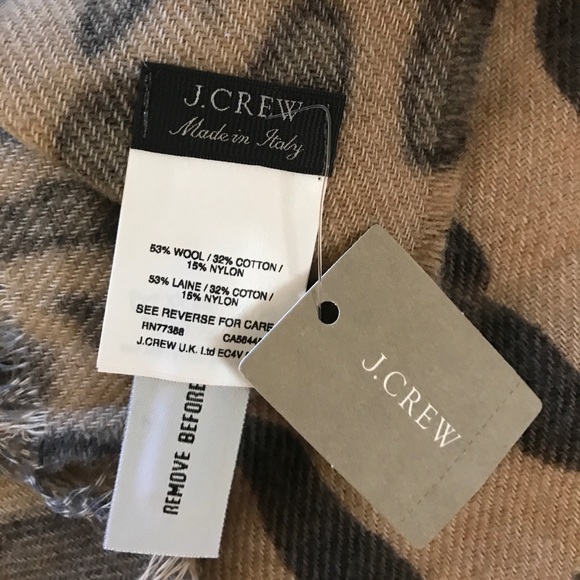 J.CREW
Made in Italy
53% WOOL / 32% COTTON /
15% NYLON
53% LAINE / 32% COTON /
15% NYLON
SEE REVERSE FOR CARE
RN77388
J.CREW U.K. Ltd EC4V
REMOVE BEFORE
J.CREW